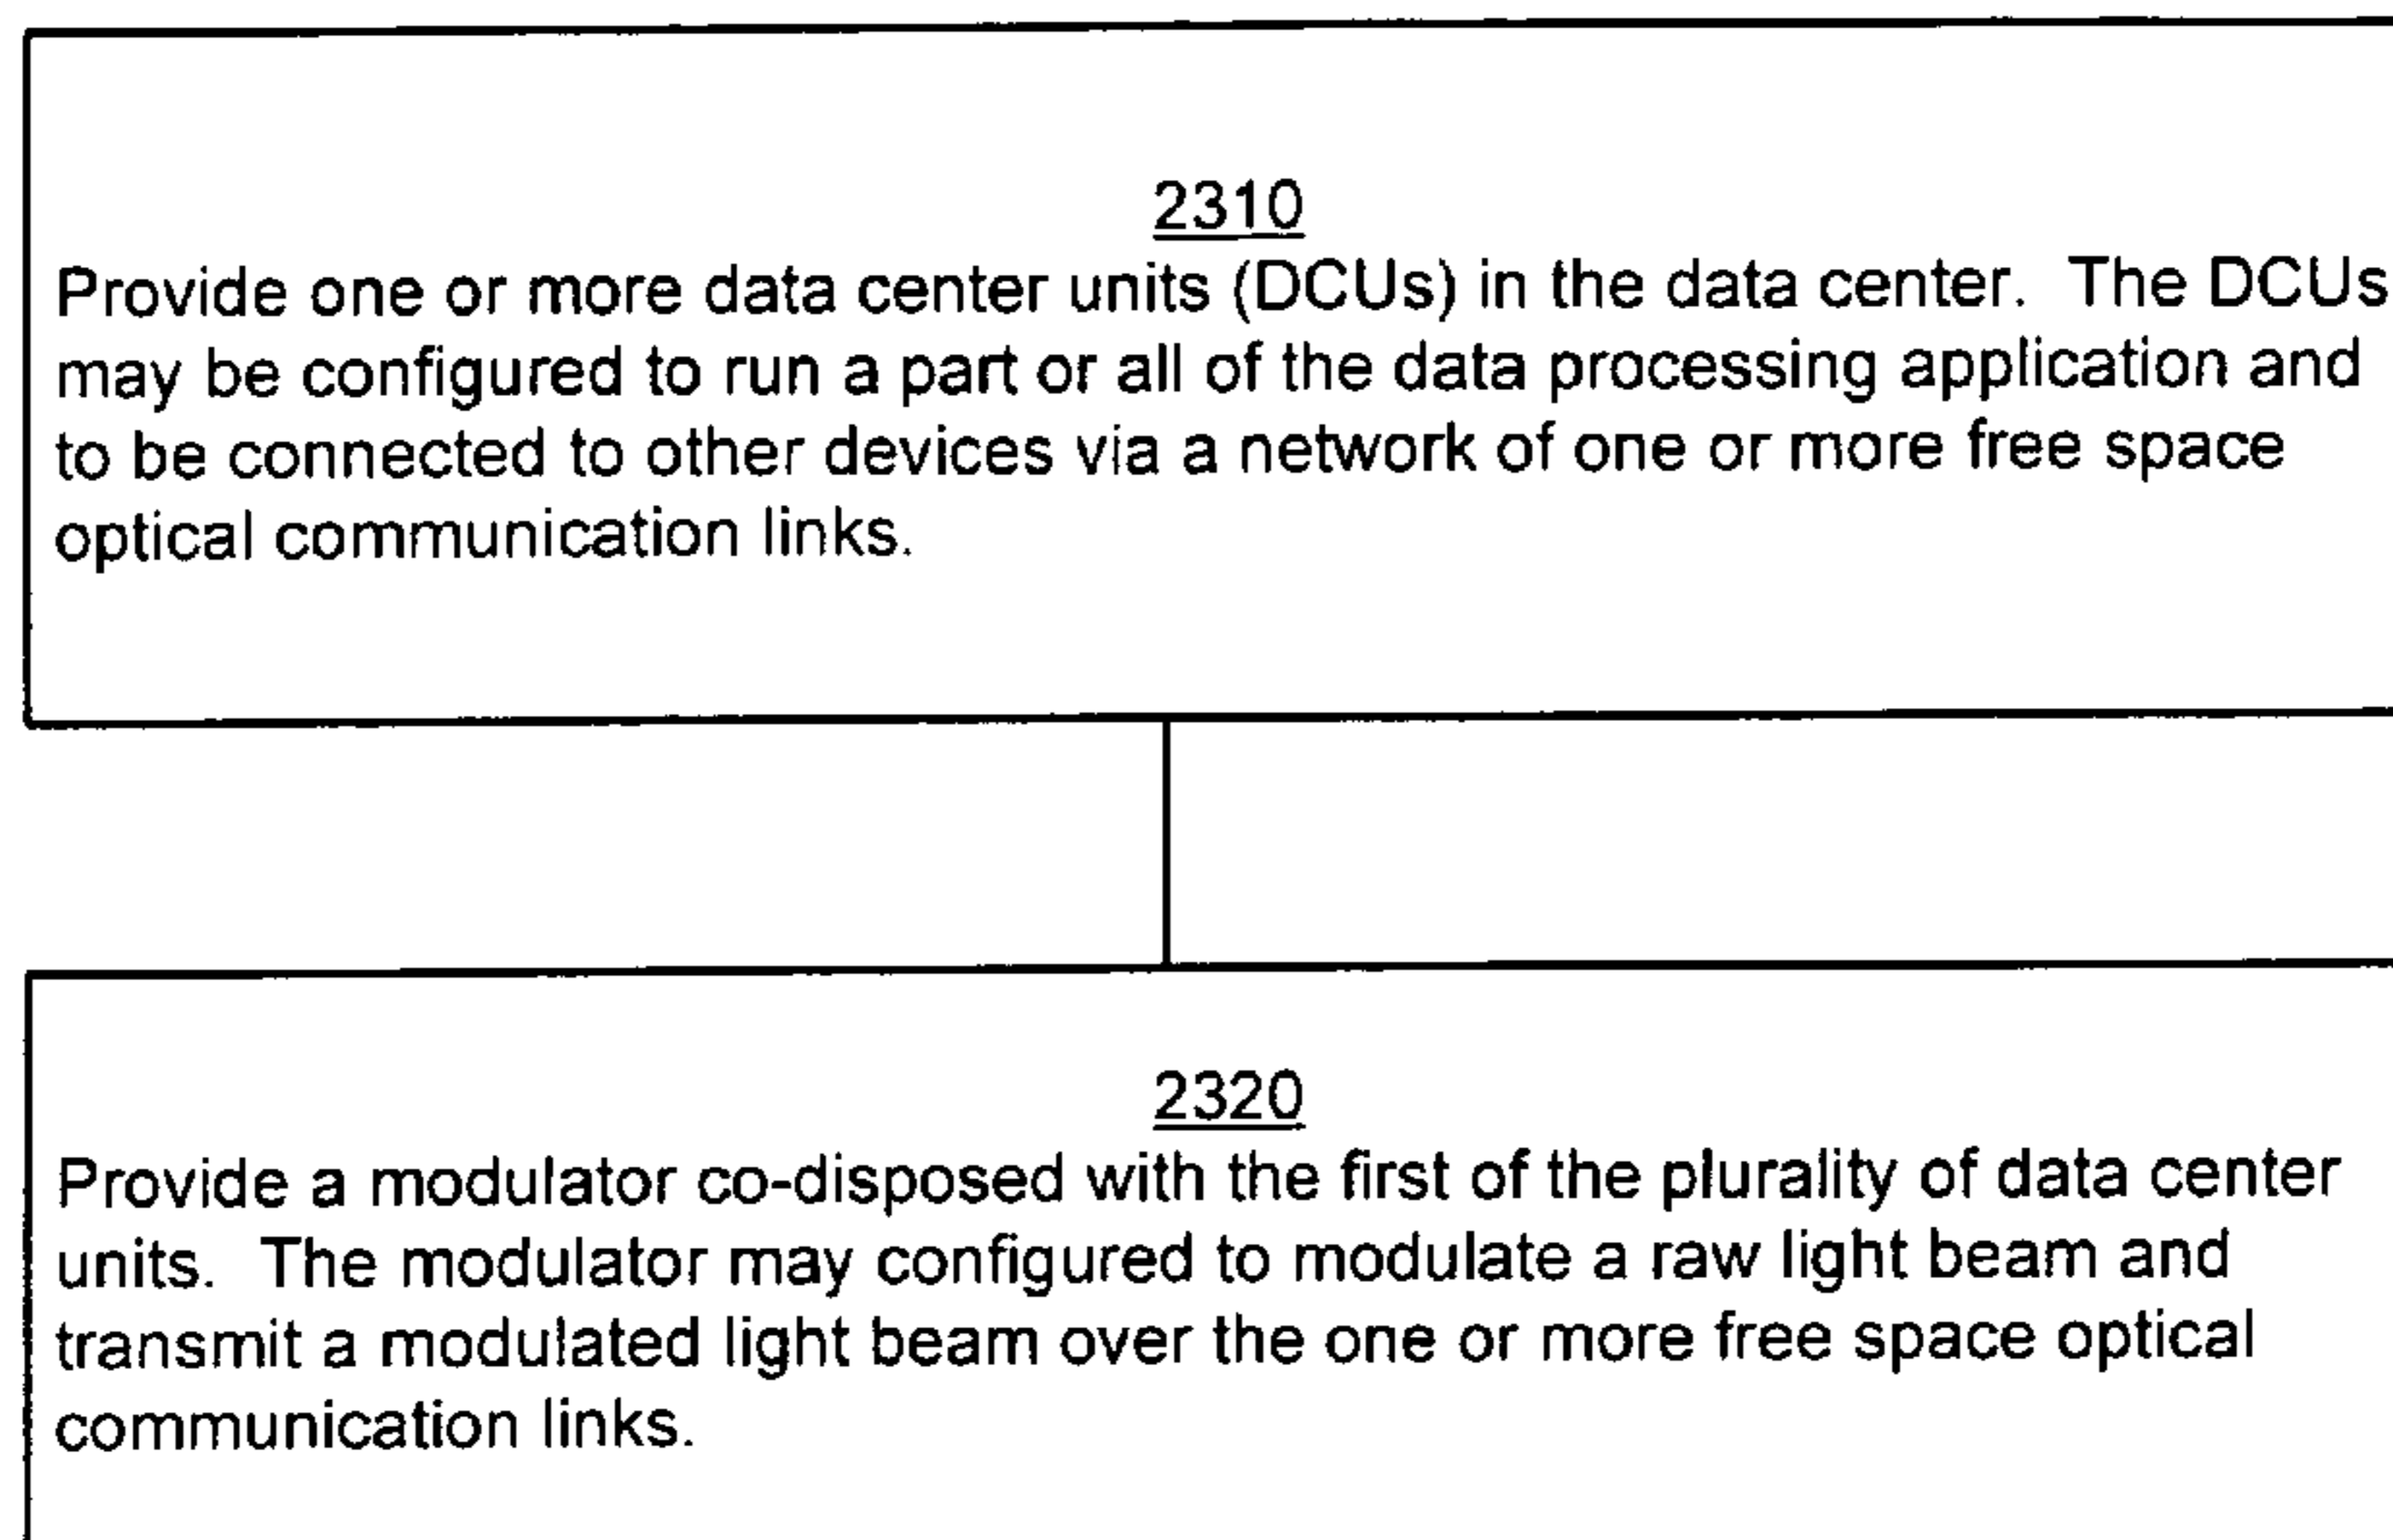 2310
Provide one or more data center units (DCUs) in the data center. The DCUs
may be configured to run a part or all of the data processing application and
to be connected to other devices via a network of one or more free space
optical communication links.
2320
Provide a modulator co-disposed with the first of the plurality of data center
units. The modulator may configured to modulate a raw light beam and
transmit a modulated light beam over the one or more free space optical
communication links.